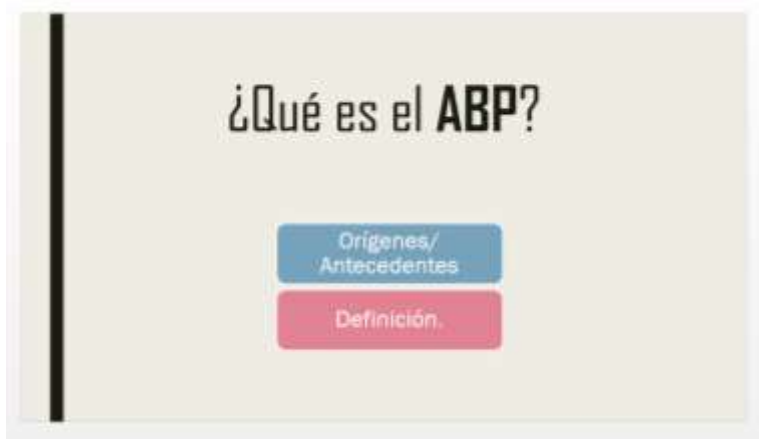 ¿Qué es el ABP?
Orígenes/
Antecedentes
Definición.